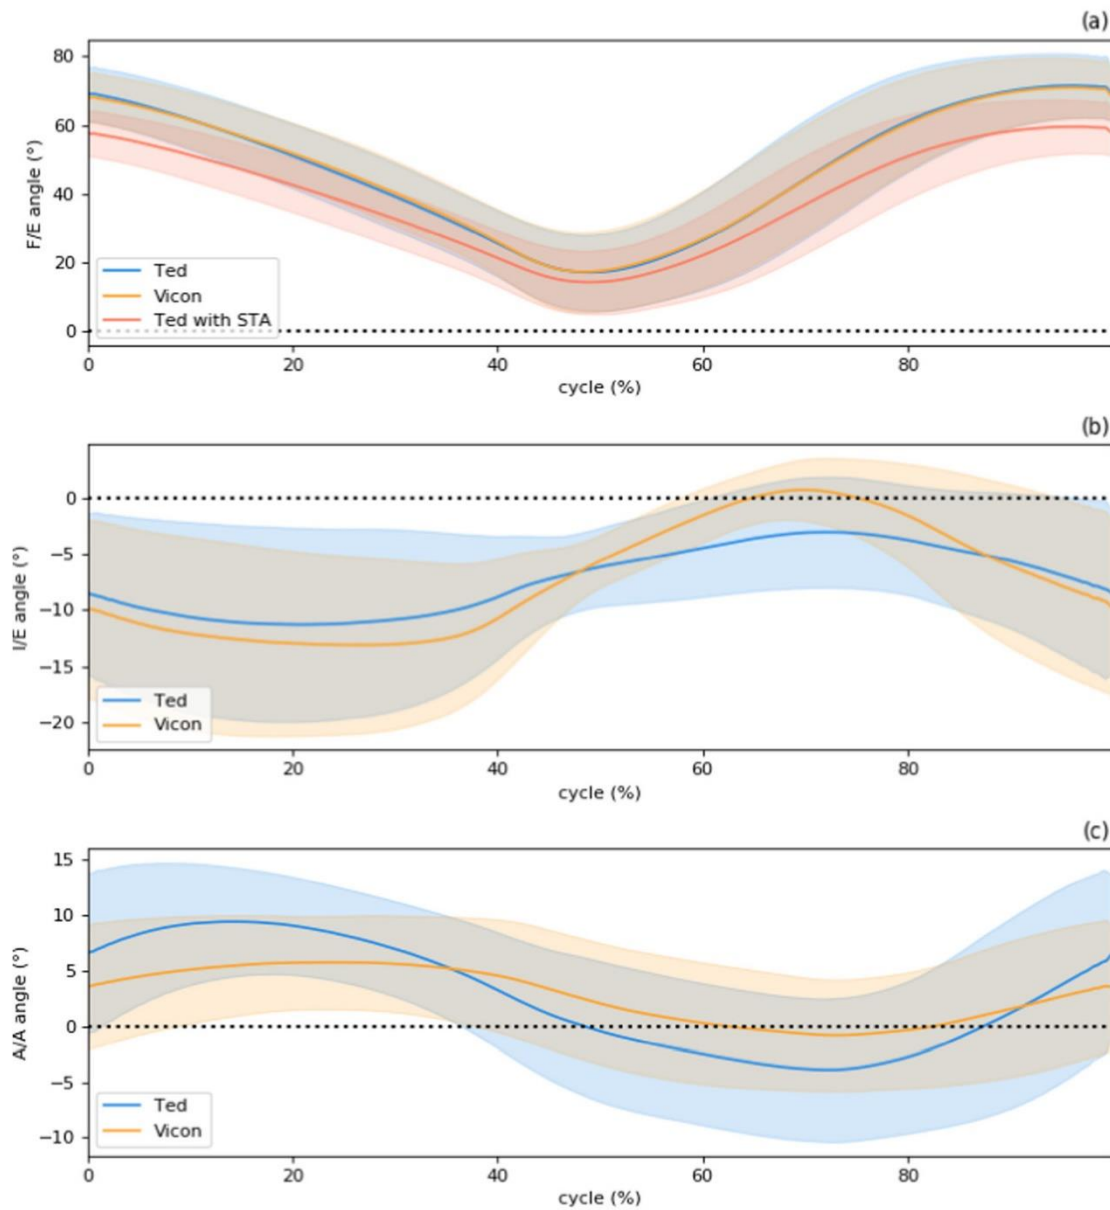 (a)
80
60
40
20
0
F/E angle (°)
Ted
Vicon
Ted with STA
0 20 40 60 80
cycle (%)
(b)
0
−5
−10
−15
−20
I/E angle (°)
Ted
Vicon
0 20 40 60 80
cycle (%)
(c)
15
10
5
0
−5
−10
A/A angle (°)
Ted
Vicon
0 20 40 60 80
cycle (%)